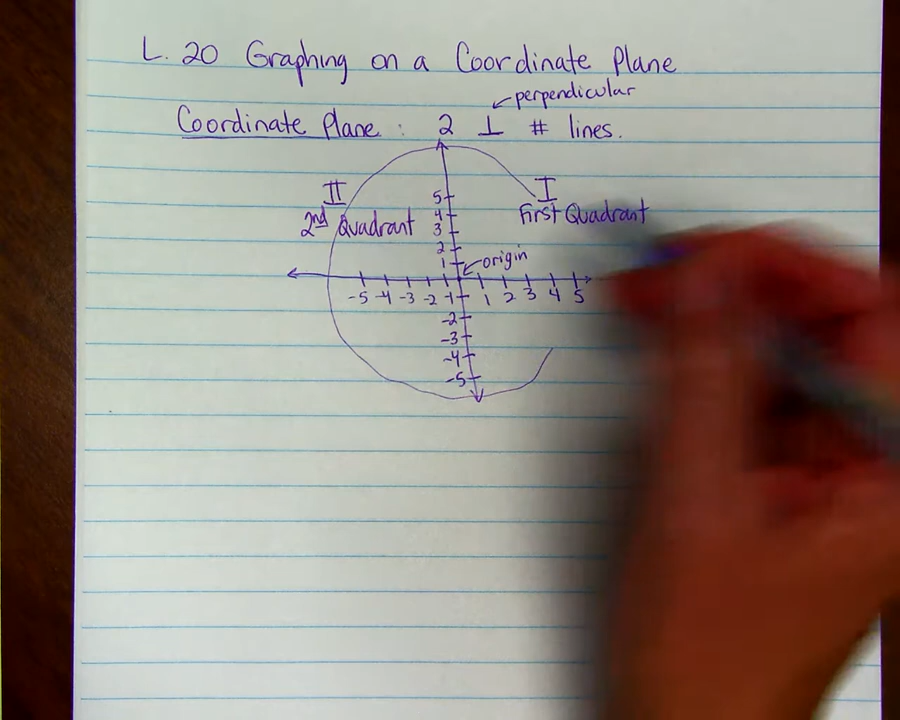 L. 20 Graphing on a Coordinate Plane
perpendicular
Coordinate Plane : 2 ⊥ # lines.
II
I
2nd Quadrant
First Quadrant
5
4
3
2
1
origin
-5 -4 -3 -2 -1 1 2 3 4 5
-2
-3
-4
-5